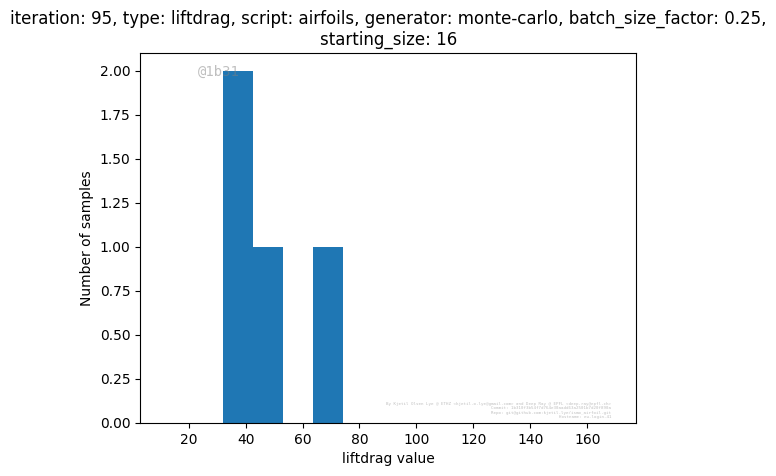 iteration: 95, type: liftdrag, script: airfoils, generator: monte-carlo, batch_size_factor: 0.25,
starting_size: 16
@1b31
2.00
1.75
1.50
1.25
1.00
0.75
0.50
0.25
0.00
Number of samples
20 40 60 80 100 120 140 160
liftdrag value